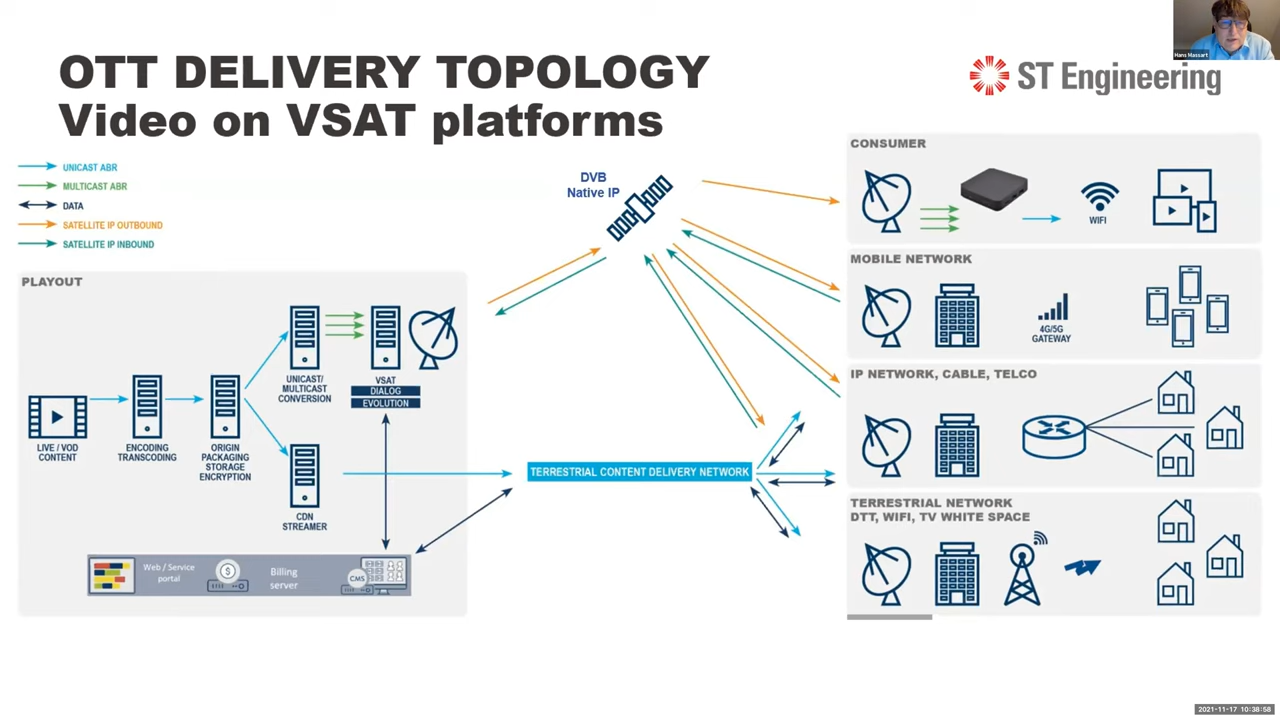 OTT DELIVERY TOPOLOGY
Video on VSAT platforms
ST Engineering
Hans Massart
UNICAST ABR
MULTICAST ABR
DATA
SATELLITE IP OUTBOUND
SATELLITE IP INBOUND
DVB
Native IP
PLAYOUT
LIVE / VOD
CONTENT
ENCODING
TRANSCODING
ORIGIN
PACKAGING
STORAGE
ENCRYPTION
UNICAST/
MULTICAST
CONVERSION
VSAT
DIALOG
EVOLUTION
CDN
STREAMER
Web / Service
portal
$
Billing
server
CMS
TERRESTRIAL CONTENT DELIVERY NETWORK
CONSUMER
WIFI
MOBILE NETWORK
4G/5G
GATEWAY
IP NETWORK, CABLE, TELCO
TERRESTRIAL NETWORK
DTT, WIFI, TV WHITE SPACE
2021-11-17 10:38:58